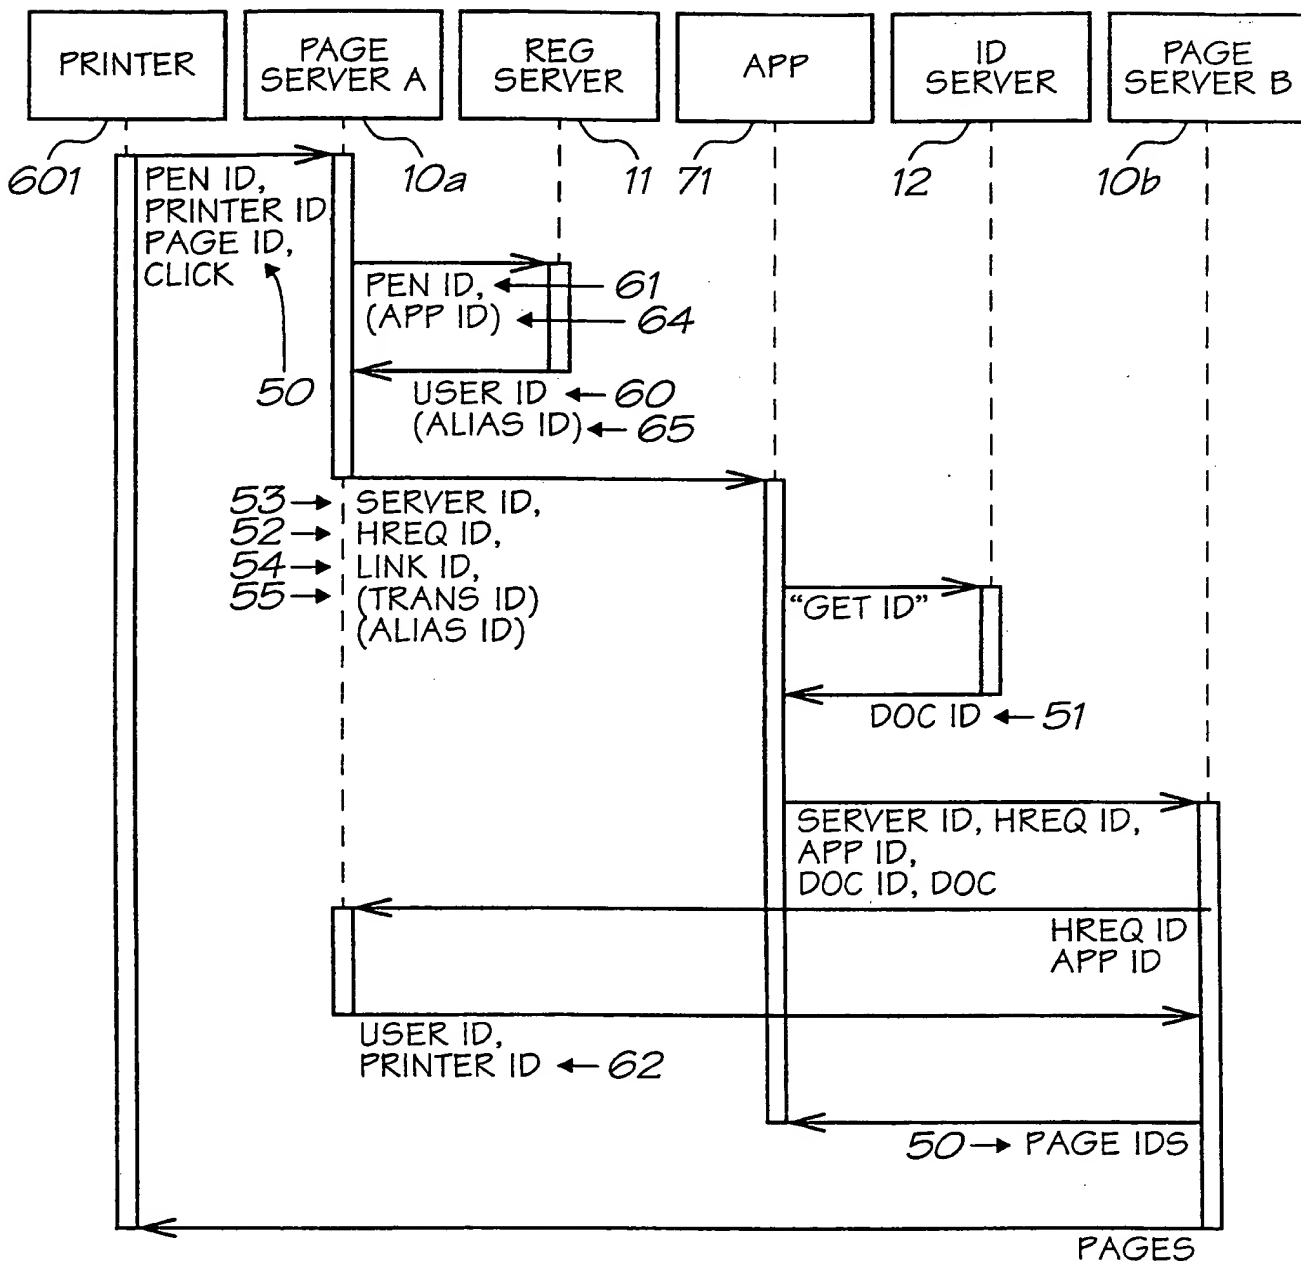 PRINTER
PAGE
SERVER A
REG
SERVER
APP
ID
SERVER
PAGE
SERVER B
601
10a
11
71
12
10b
PEN ID,
PRINTER ID
PAGE ID,
CLICK
50
PEN ID,
61
(APP ID)
64
USER ID
60
(ALIAS ID)
65
53
SERVER ID,
52
HREQ ID,
54
LINK ID,
55
(TRANS ID)
(ALIAS ID)
“GET ID”
DOC ID
51
SERVER ID, HREQ ID,
APP ID,
DOC ID, DOC
HREQ ID
APP ID
USER ID,
PRINTER ID
62
50
PAGE IDS
PAGES